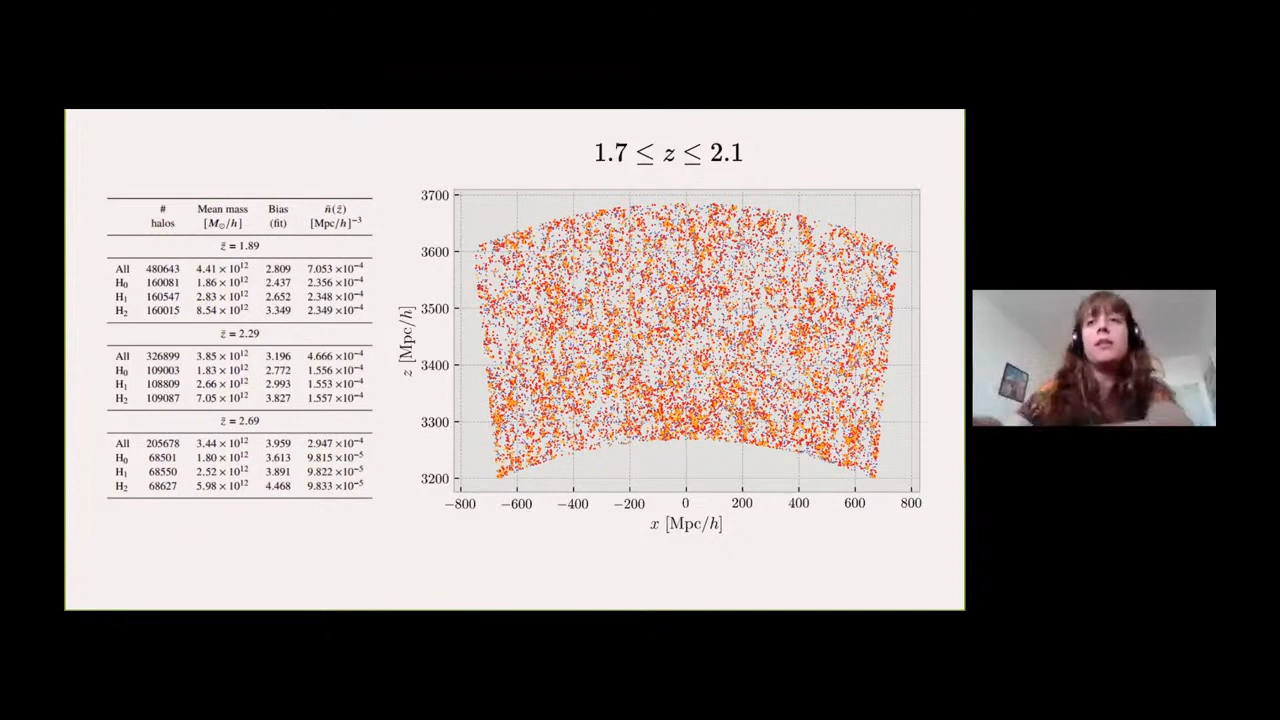 1.7 ≤ z ≤ 2.1
# Mean mass Bias n̄(z̄)
halos [M⊙/h] (fit) [Mpc/h]⁻³
z̄ = 1.89
All 480643 4.41 × 10¹² 2.809 7.053 ×10⁻⁴
H₀ 160081 1.86 × 10¹² 2.437 2.356 ×10⁻⁴
H₁ 160547 2.83 × 10¹² 2.652 2.348 ×10⁻⁴
H₂ 160015 8.54 × 10¹² 3.349 2.349 ×10⁻⁴
z̄ = 2.29
All 326899 3.85 × 10¹² 3.196 4.666 ×10⁻⁴
H₀ 109003 1.83 × 10¹² 2.772 1.556 ×10⁻⁴
H₁ 108809 2.66 × 10¹² 2.993 1.553 ×10⁻⁴
H₂ 109087 7.05 × 10¹² 3.827 1.557 ×10⁻⁴
z̄ = 2.69
All 205678 3.44 × 10¹² 3.959 2.947 ×10⁻⁴
H₀ 68501 1.80 × 10¹² 3.613 9.815 ×10⁻⁵
H₁ 68550 2.52 × 10¹² 3.891 9.822 ×10⁻⁵
H₂ 68627 5.98 × 10¹² 4.468 9.833 ×10⁻⁵
3700
3600
3500
3400
3300
3200
z [Mpc/h]
−800 −600 −400 −200 0 200 400 600 800
x [Mpc/h]